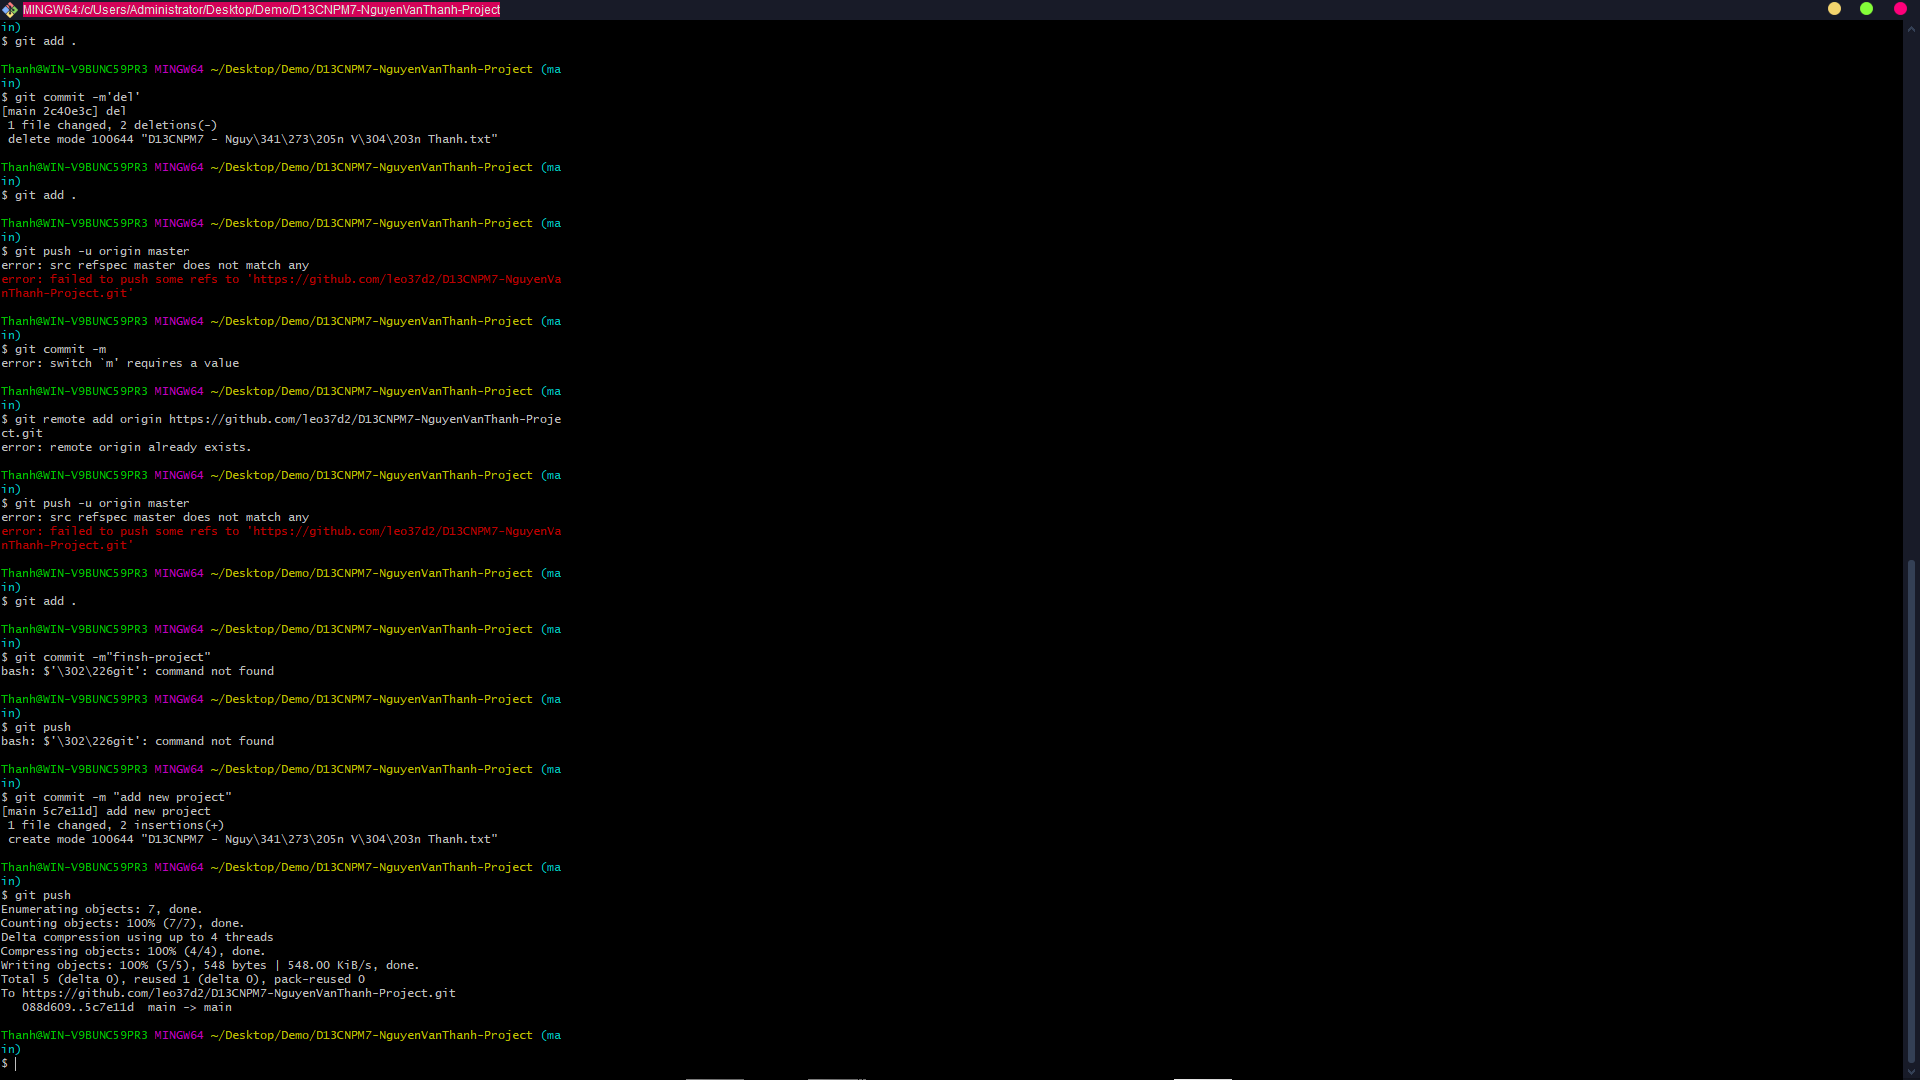 MINGW64:/c/Users/Administrator/Desktop/Demo/D13CNPM7-NguyenVanThanh-Project
in)
$ git add .
Thanh@WIN-V9BUNC59PR3 MINGW64 ~/Desktop/Demo/D13CNPM7-NguyenVanThanh-Project (ma
in)
$ git commit -m'del'
[main 2c40e3c] del
 1 file changed, 2 deletions(-)
 delete mode 100644 "D13CNPM7 - Nguy\341\273\205n V\304\203n Thanh.txt"
Thanh@WIN-V9BUNC59PR3 MINGW64 ~/Desktop/Demo/D13CNPM7-NguyenVanThanh-Project (ma
in)
$ git add .
Thanh@WIN-V9BUNC59PR3 MINGW64 ~/Desktop/Demo/D13CNPM7-NguyenVanThanh-Project (ma
in)
$ git push -u origin master
error: src refspec master does not match any
error: failed to push some refs to 'https://github.com/leo37d2/D13CNPM7-NguyenVa
nThanh-Project.git'
Thanh@WIN-V9BUNC59PR3 MINGW64 ~/Desktop/Demo/D13CNPM7-NguyenVanThanh-Project (ma
in)
$ git commit -m
error: switch `m' requires a value
Thanh@WIN-V9BUNC59PR3 MINGW64 ~/Desktop/Demo/D13CNPM7-NguyenVanThanh-Project (ma
in)
$ git remote add origin https://github.com/leo37d2/D13CNPM7-NguyenVanThanh-Proje
ct.git
error: remote origin already exists.
Thanh@WIN-V9BUNC59PR3 MINGW64 ~/Desktop/Demo/D13CNPM7-NguyenVanThanh-Project (ma
in)
$ git push -u origin master
error: src refspec master does not match any
error: failed to push some refs to 'https://github.com/leo37d2/D13CNPM7-NguyenVa
nThanh-Project.git'
Thanh@WIN-V9BUNC59PR3 MINGW64 ~/Desktop/Demo/D13CNPM7-NguyenVanThanh-Project (ma
in)
$ git add .
Thanh@WIN-V9BUNC59PR3 MINGW64 ~/Desktop/Demo/D13CNPM7-NguyenVanThanh-Project (ma
in)
$ git commit -m"finsh-project"
bash: $'\302\226git': command not found
Thanh@WIN-V9BUNC59PR3 MINGW64 ~/Desktop/Demo/D13CNPM7-NguyenVanThanh-Project (ma
in)
$ git push
bash: $'\302\226git': command not found
Thanh@WIN-V9BUNC59PR3 MINGW64 ~/Desktop/Demo/D13CNPM7-NguyenVanThanh-Project (ma
in)
$ git commit -m "add new project"
[main 5c7e11d] add new project
 1 file changed, 2 insertions(+)
 create mode 100644 "D13CNPM7 - Nguy\341\273\205n V\304\203n Thanh.txt"
Thanh@WIN-V9BUNC59PR3 MINGW64 ~/Desktop/Demo/D13CNPM7-NguyenVanThanh-Project (ma
in)
$ git push
Enumerating objects: 7, done.
Counting objects: 100% (7/7), done.
Delta compression using up to 4 threads
Compressing objects: 100% (4/4), done.
Writing objects: 100% (5/5), 548 bytes | 548.00 KiB/s, done.
Total 5 (delta 0), reused 1 (delta 0), pack-reused 0
To https://github.com/leo37d2/D13CNPM7-NguyenVanThanh-Project.git
   088d609..5c7e11d  main -> main
Thanh@WIN-V9BUNC59PR3 MINGW64 ~/Desktop/Demo/D13CNPM7-NguyenVanThanh-Project (ma
in)
$